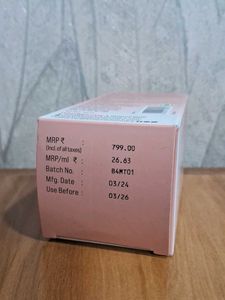 MRP ₹ : 799.00
(Incl. of all taxes)
MRP/ml ₹ : 26.63
Batch No. : B4MT01
Mfg. Date : 03/24
Use Before : 03/26